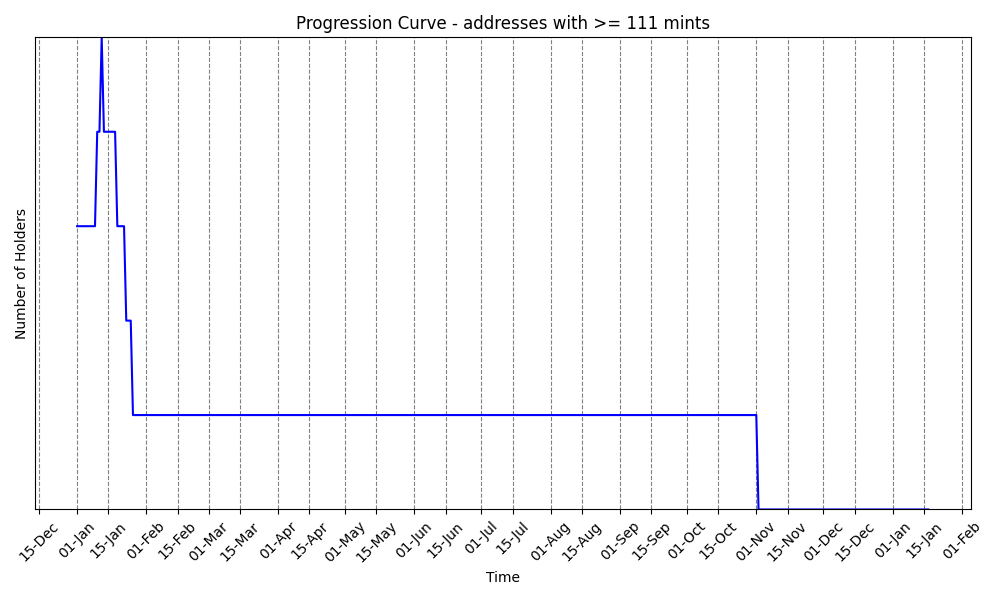 Progression Curve - addresses with >= 111 mints
Number of Holders
15-Dec
01-Jan
15-Jan
01-Feb
15-Feb
01-Mar
15-Mar
01-Apr
15-Apr
01-May
15-May
01-Jun
15-Jun
01-Jul
15-Jul
01-Aug
15-Aug
01-Sep
15-Sep
01-Oct
15-Oct
01-Nov
15-Nov
01-Dec
15-Dec
01-Jan
15-Jan
01-Feb
Time